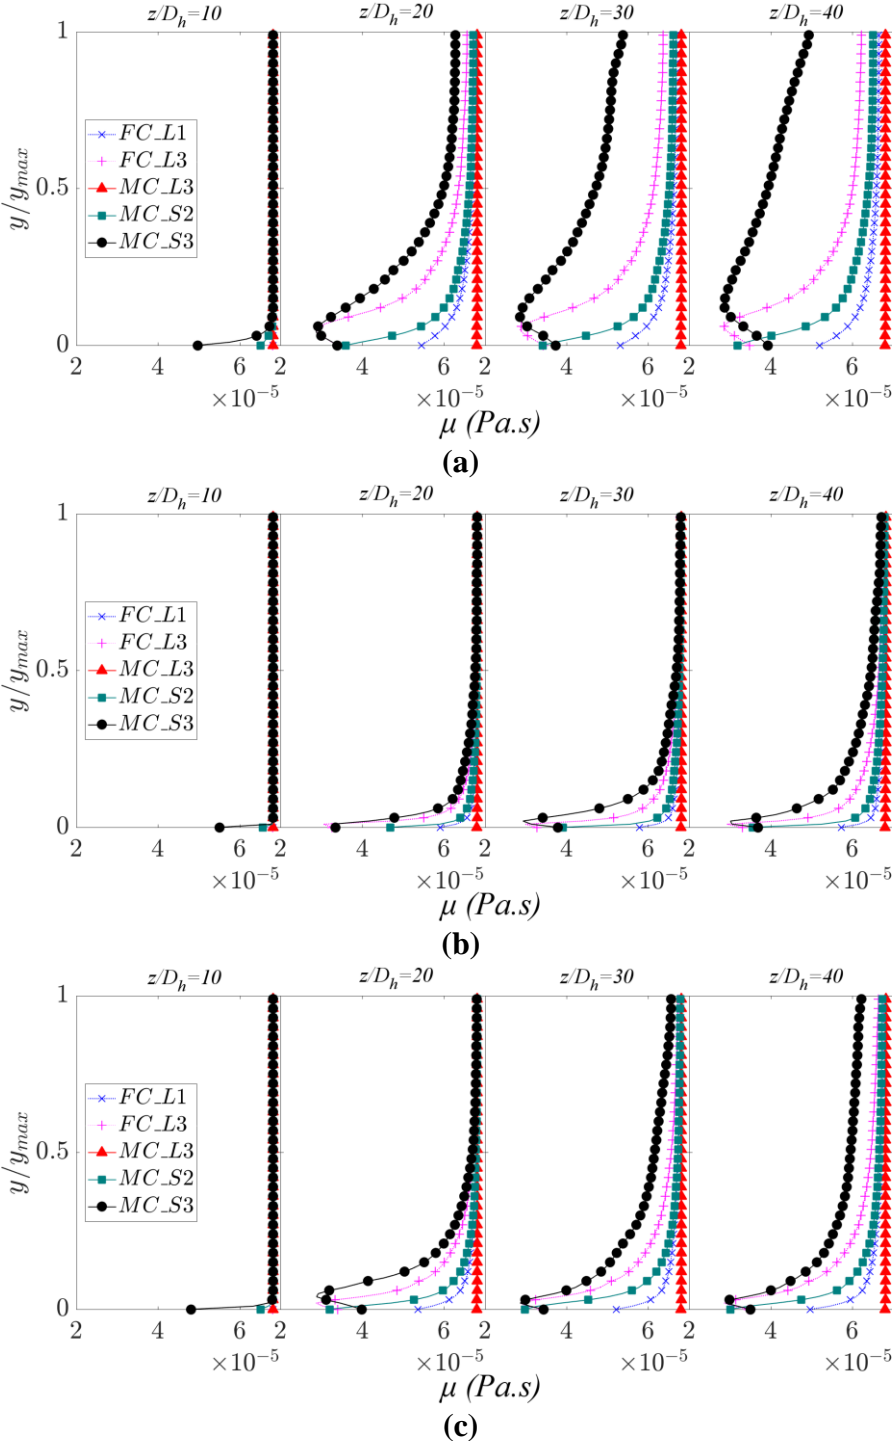 z/D_h=10 z/D_h=20 z/D_h=30 z/D_h=40
1
0.5
0
y/y_max
FC_L1
FC_L3
MC_L3
MC_S2
MC_S3
2 4 6 2 4 6 2 4 6 2 4 6
×10⁻⁵ ×10⁻⁵ ×10⁻⁵ ×10⁻⁵
μ (Pa.s)
(a)
z/D_h=10 z/D_h=20 z/D_h=30 z/D_h=40
1
0.5
0
y/y_max
FC_L1
FC_L3
MC_L3
MC_S2
MC_S3
2 4 6 2 4 6 2 4 6 2 4 6
×10⁻⁵ ×10⁻⁵ ×10⁻⁵ ×10⁻⁵
μ (Pa.s)
(b)
z/D_h=10 z/D_h=20 z/D_h=30 z/D_h=40
1
0.5
0
y/y_max
FC_L1
FC_L3
MC_L3
MC_S2
MC_S3
2 4 6 2 4 6 2 4 6 2 4 6
×10⁻⁵ ×10⁻⁵ ×10⁻⁵ ×10⁻⁵
μ (Pa.s)
(c)